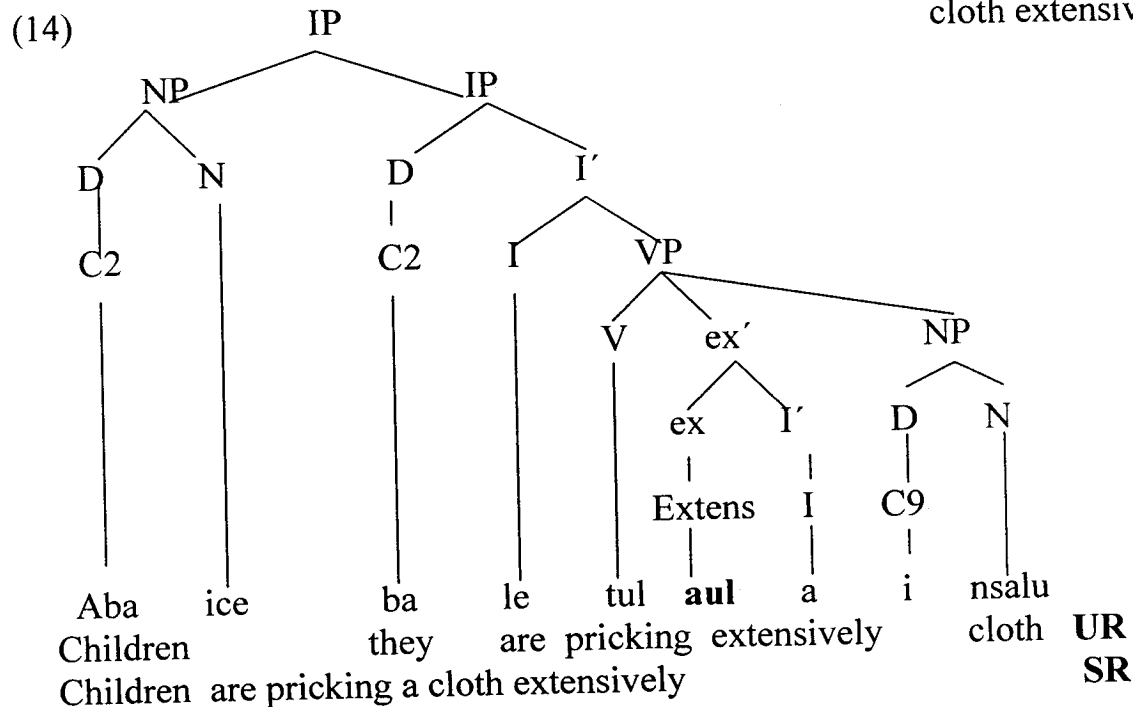 cloth extensiv
(14) IP
NP IP
D N D I′
C2 C2 I VP
V ex′ NP
ex I′ D N
Extens I C9
Aba ice ba le tul aul a i nsalu
Children they are pricking extensively cloth UR
Children are pricking a cloth extensively SR